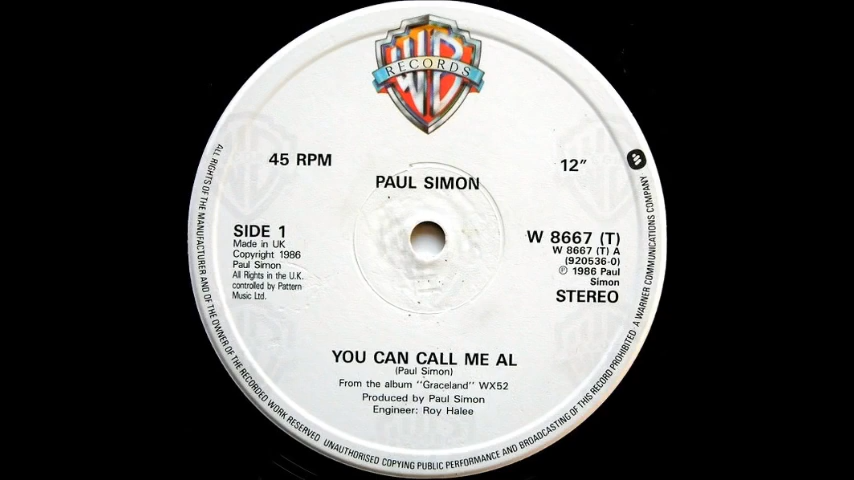 WB
RECORDS
45 RPM
12"
PAUL SIMON
SIDE 1
Made in UK
Copyright 1986
Paul Simon
All Rights in the U.K.
controlled by Pattern
Music Ltd.
W 8667 (T)
W 8667 (T) A
(920536-0)
℗ 1986 Paul
Simon
STEREO
YOU CAN CALL ME AL
(Paul Simon)
From the album "Graceland" WX52
Produced by Paul Simon
Engineer: Roy Halee
ALL RIGHTS OF THE MANUFACTURER AND OF THE OWNER OF THE RECORDED WORK RESERVED UNAUTHORISED COPYING PUBLIC PERFORMANCE AND BROADCASTING OF THIS RECORD PROHIBITED A WARNER COMMUNICATIONS COMPANY